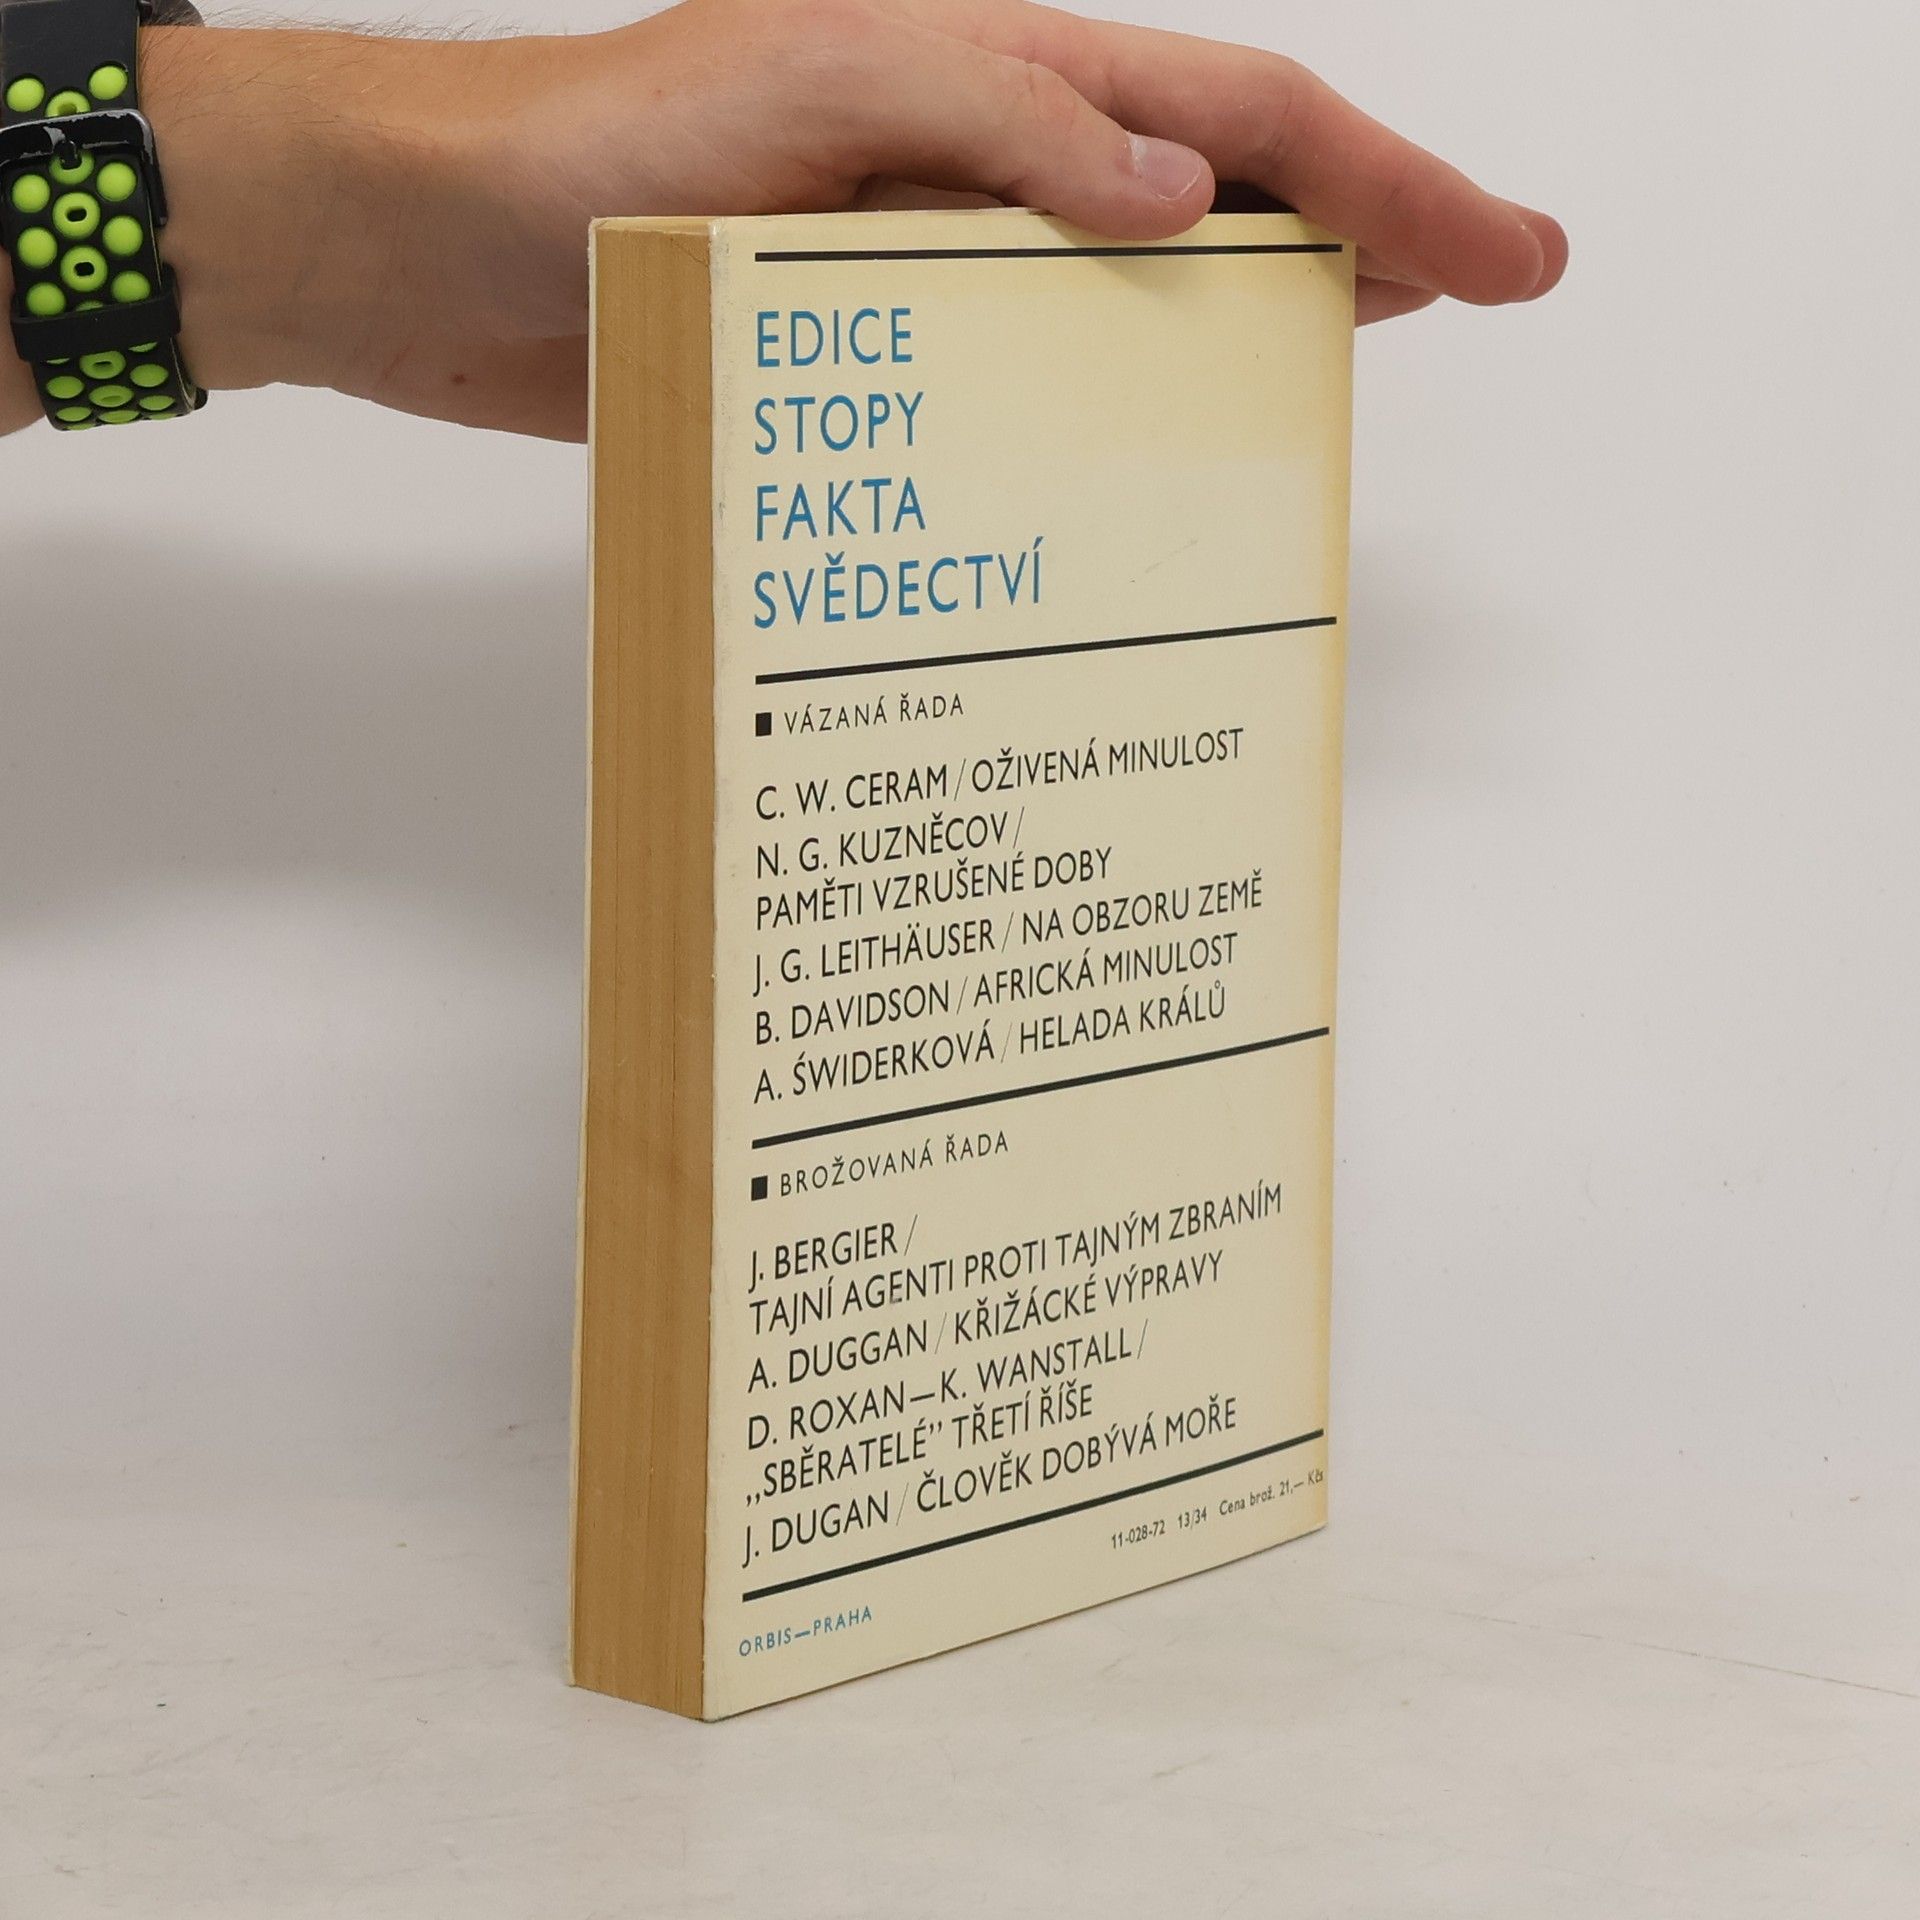 EDICE
STOPY
FAKTA
SVĚDECTVÍ
■ VÁZANÁ ŘADA
C. W. CERAM / OŽIVENÁ MINULOST
N. G. KUZNĚCOV /
PAMĚTI VZRUŠENÉ DOBY
J. G. LEITHÄUSER / NA OBZORU ZEMĚ
B. DAVIDSON / AFRICKÁ MINULOST
A. ŚWIDERKOVÁ / HELADA KRÁLŮ
■ BROŽOVANÁ ŘADA
J. BERGIER /
TAJNÍ AGENTI PROTI TAJNÝM ZBRANÍM
A. DUGGAN / KŘIŽÁCKÉ VÝPRAVY
D. ROXAN—K. WANSTALL /
„SBĚRATELÉ” TŘETÍ ŘÍŠE
J. DUGAN / ČLOVĚK DOBÝVÁ MOŘE
11-028-72 13/34 Cena brož. 21,— Kčs
ORBIS—PRAHA